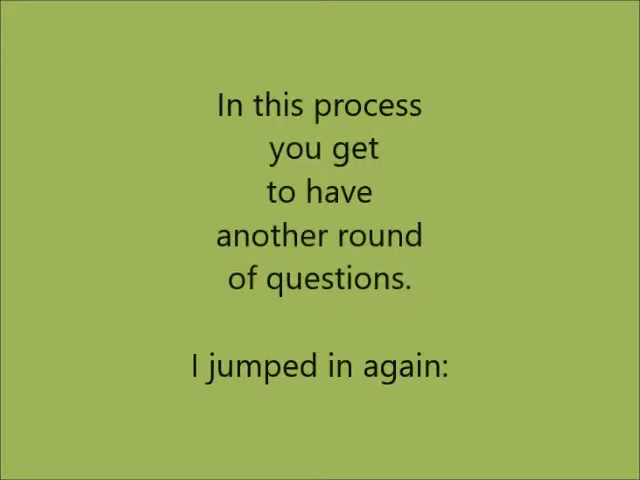 In this process
you get
to have
another round
of questions.
I jumped in again: